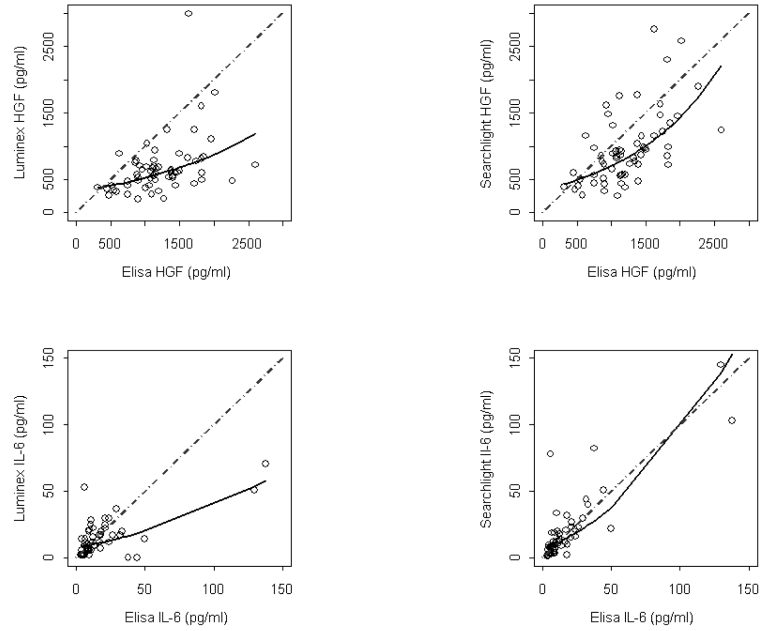 Luminex HGF (pg/ml)
0 500 1500 2500
0 500 1500 2500
Elisa HGF (pg/ml)
Searchlight HGF (pg/ml)
0 500 1500 2500
0 500 1500 2500
Elisa HGF (pg/ml)
Luminex IL-6 (pg/ml)
0 50 100 150
0 50 100 150
Elisa IL-6 (pg/ml)
Searchlight Il-6 (pg/ml)
0 50 100 150
0 50 100 150
Elisa IL-6 (pg/ml)